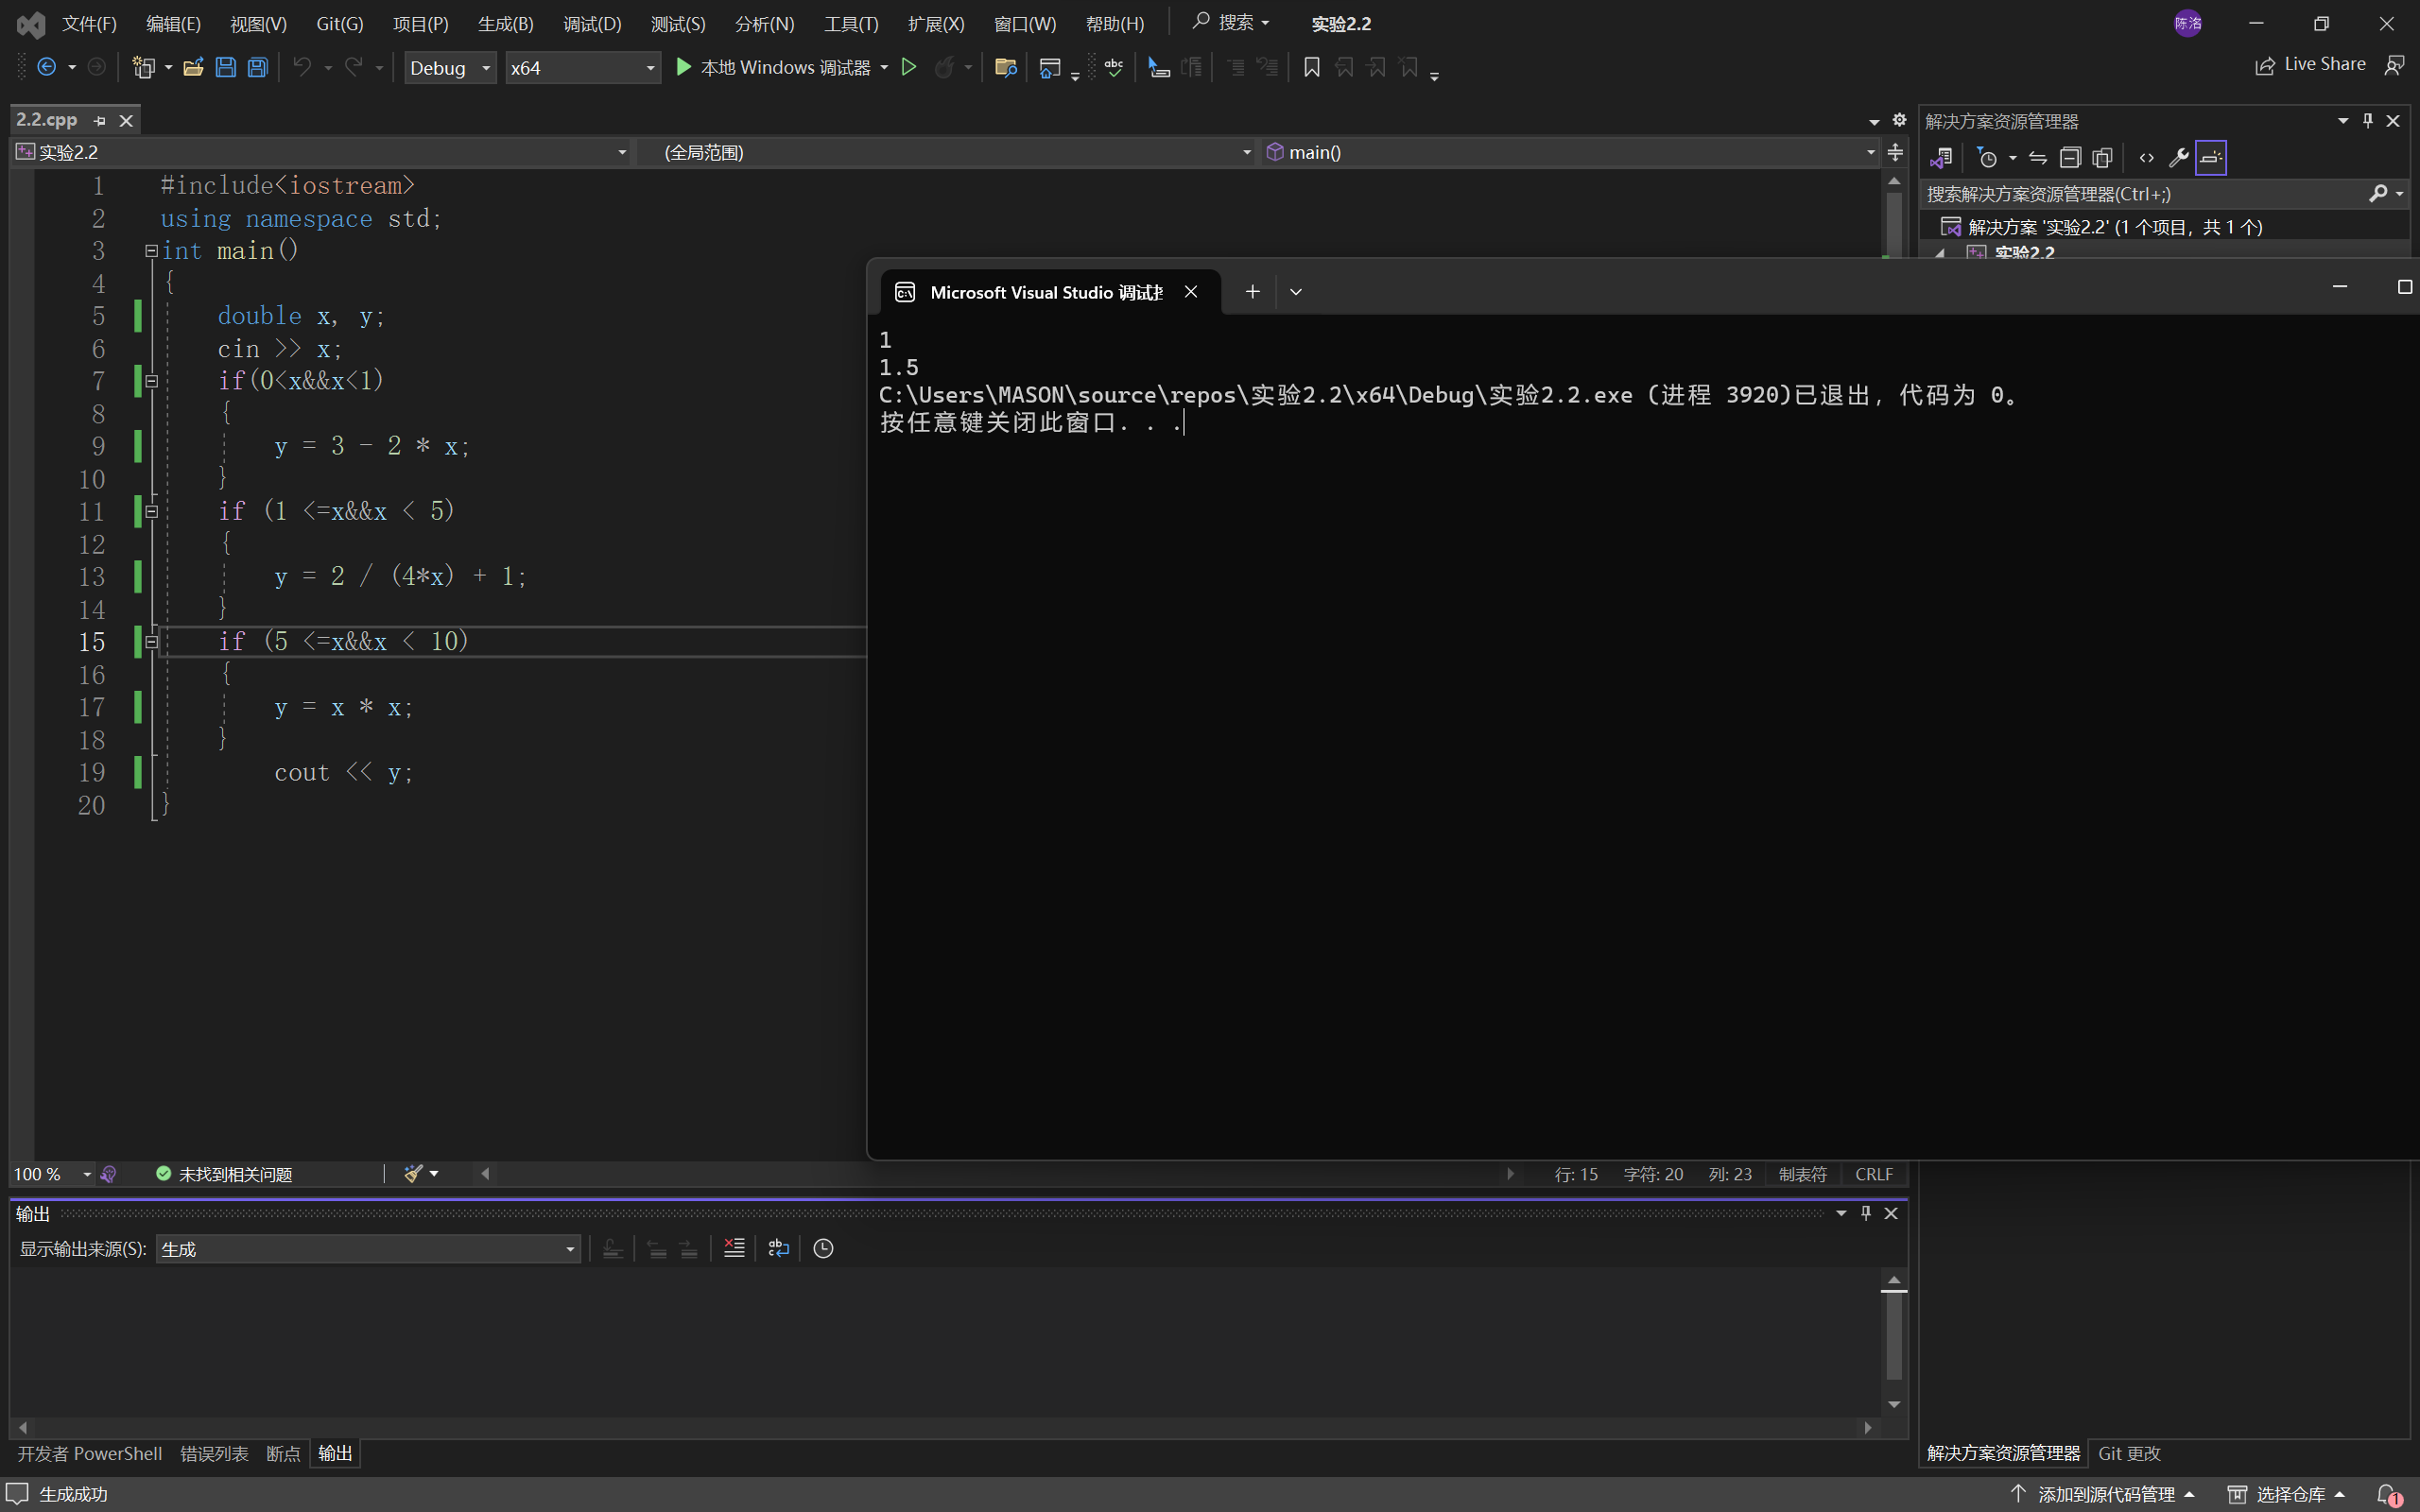 文件(F) 编辑(E) 视图(V) Git(G) 项目(P) 生成(B) 调试(D) 测试(S) 分析(N) 工具(T) 扩展(X) 窗口(W) 帮助(H) 搜索 实验2.2 陈洛
Debug x64 本地 Windows 调试器 Live Share
2.2.cpp
实验2.2 (全局范围) main()
1 #include<iostream>
2 using namespace std;
3 int main()
4 {
5 double x, y;
6 cin >> x;
7 if(0<x&&x<1)
8 {
9 y = 3 - 2 * x;
10 }
11 if (1 <=x&&x < 5)
12 {
13 y = 2 / (4*x) + 1;
14 }
15 if (5 <=x&&x < 10)
16 {
17 y = x * x;
18 }
19 cout << y;
20 }
解决方案资源管理器
搜索解决方案资源管理器(Ctrl+;)
解决方案 '实验2.2' (1 个项目，共 1 个)
实验2.2
Microsoft Visual Studio 调试
1
1.5
C:\Users\MASON\source\repos\实验2.2\x64\Debug\实验2.2.exe (进程 3920)已退出，代码为 0。
按任意键关闭此窗口. . .
100 % 未找到相关问题 行: 15 字符: 20 列: 23 制表符 CRLF
输出
显示输出来源(S): 生成
开发者 PowerShell 错误列表 断点 输出
解决方案资源管理器 Git 更改
生成成功 添加到源代码管理 选择仓库 1